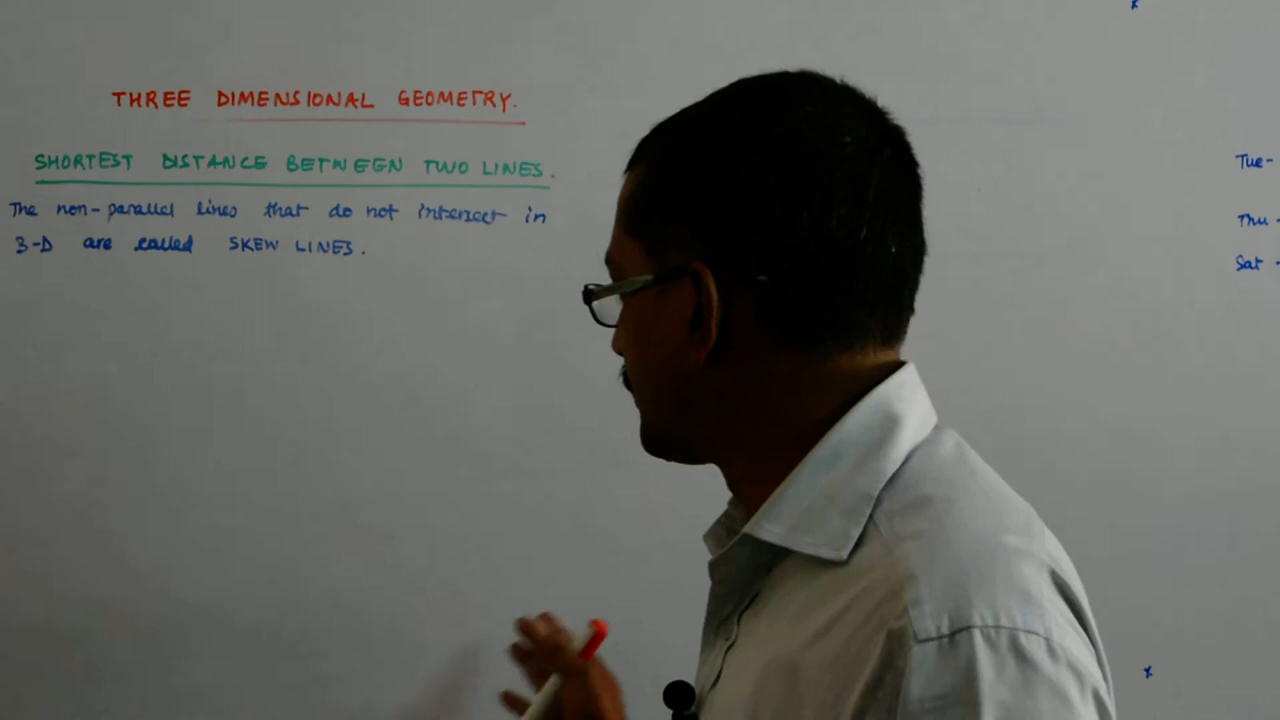 THREE DIMENSIONAL GEOMETRY.
SHORTEST DISTANCE BETWEEN TWO LINES.
The non-parallel lines that do not intersect in
3-D are called SKEW LINES.
Tue-
Thu -
Sat -